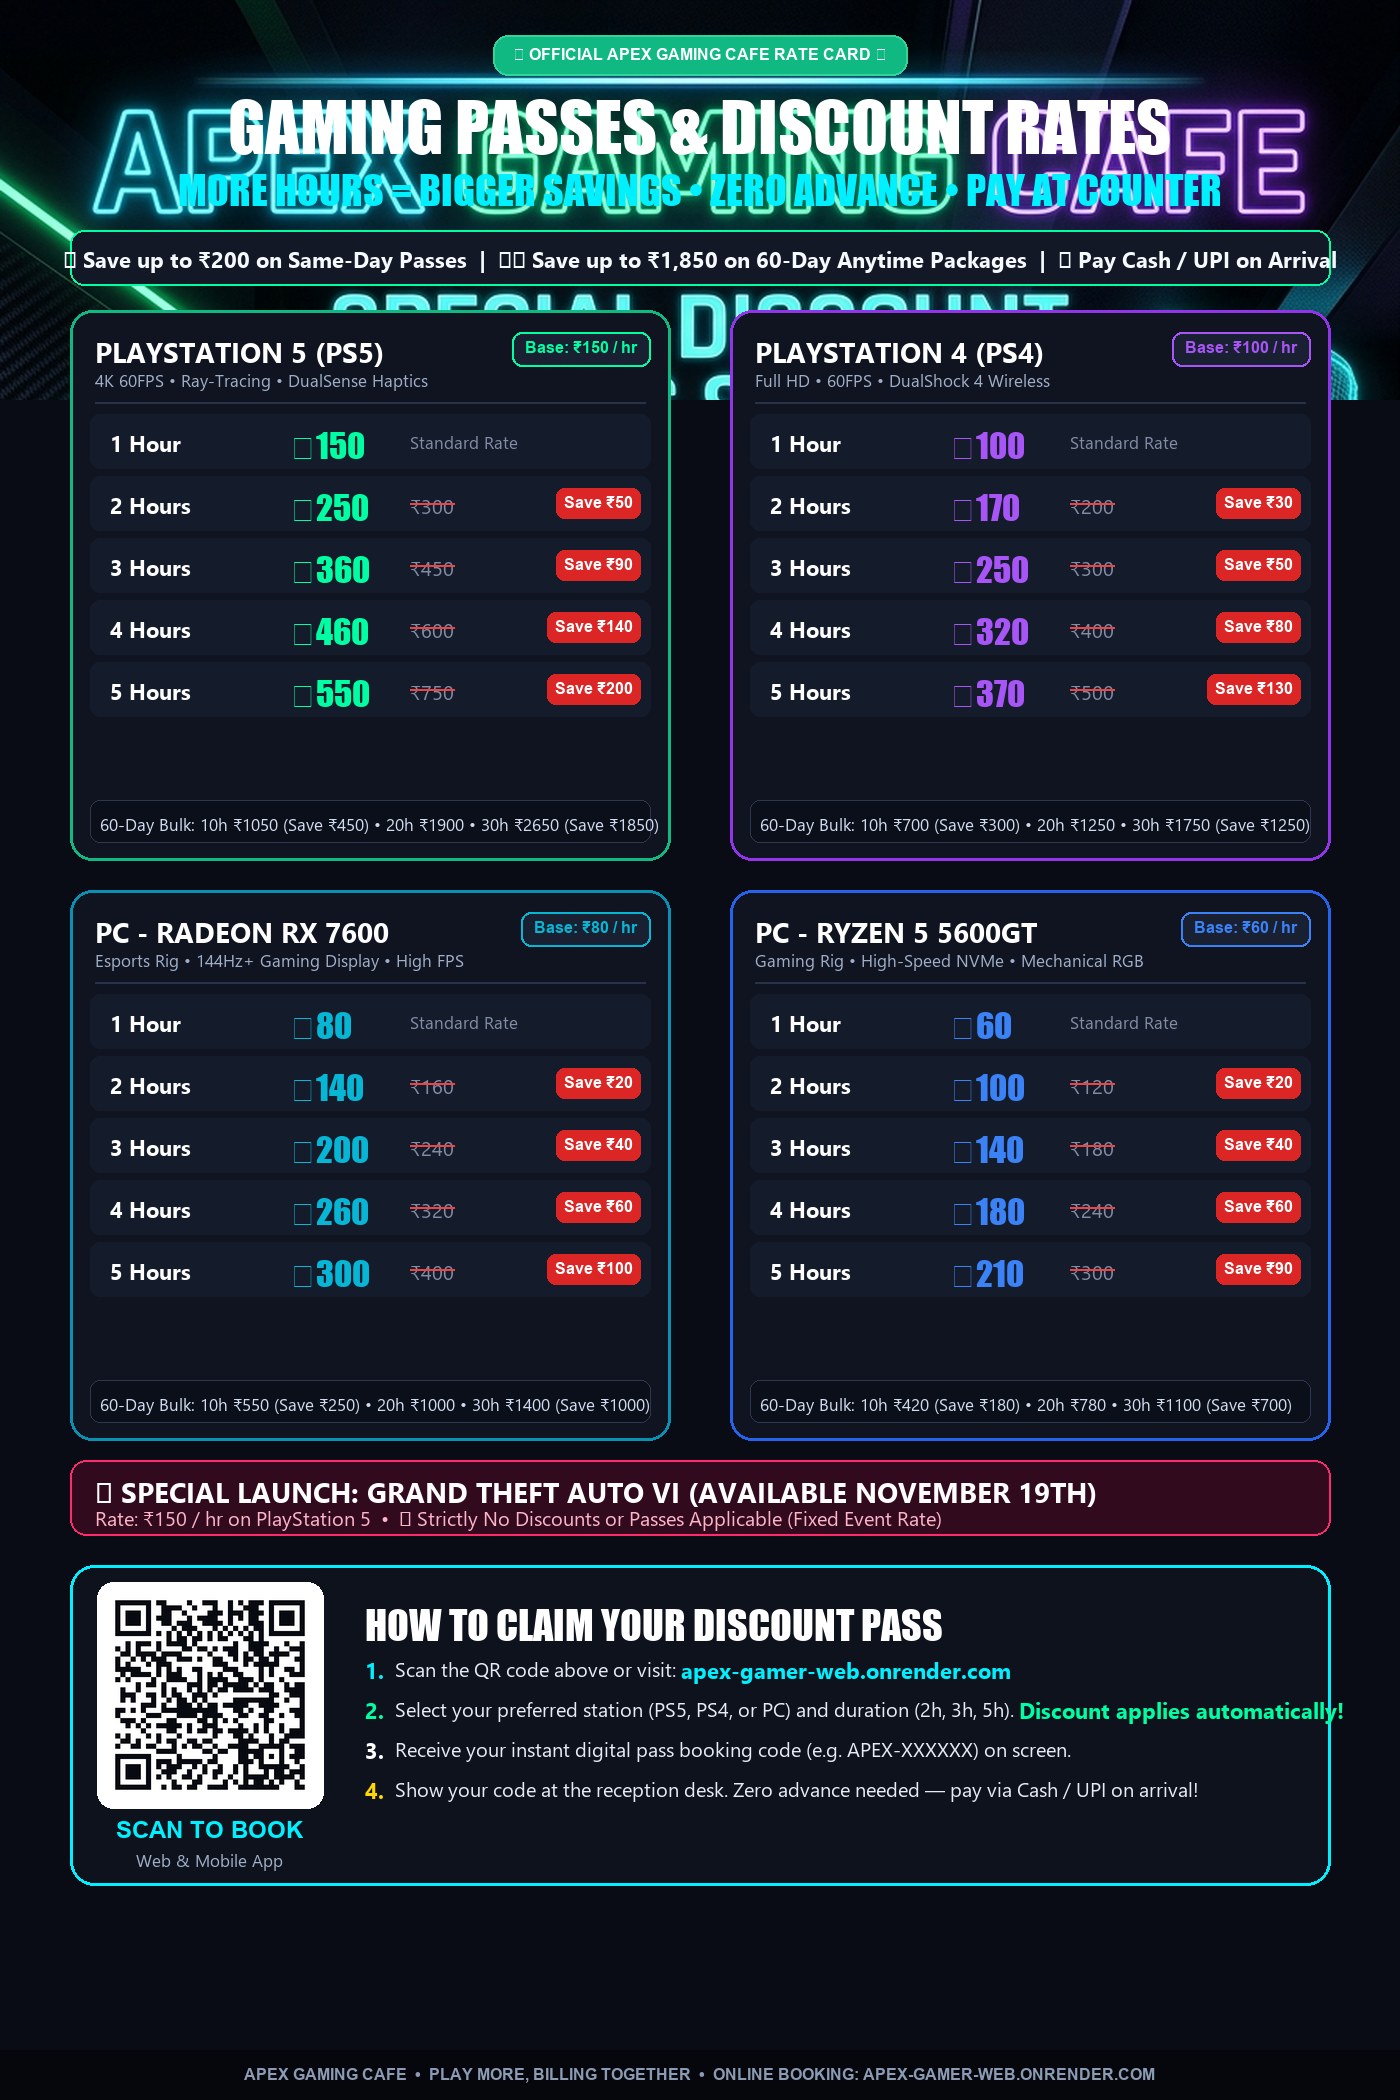 OFFICIAL APEX GAMING CAFE RATE CARD
APEX GAMING CAFE
GAMING PASSES & DISCOUNT RATES
MORE HOURS = BIGGER SAVINGS • ZERO ADVANCE • PAY AT COUNTER
Save up to ₹200 on Same-Day Passes | Save up to ₹1,850 on 60-Day Anytime Packages | Pay Cash / UPI on Arrival
SPECIAL DISCOUNT
PLAYSTATION 5 (PS5)
Base: ₹150 / hr
4K 60FPS • Ray-Tracing • DualSense Haptics
1 Hour 150 Standard Rate
2 Hours 250 ₹300 Save ₹50
3 Hours 360 ₹450 Save ₹90
4 Hours 460 ₹600 Save ₹140
5 Hours 550 ₹750 Save ₹200
60-Day Bulk: 10h ₹1050 (Save ₹450) • 20h ₹1900 • 30h ₹2650 (Save ₹1850)
PLAYSTATION 4 (PS4)
Base: ₹100 / hr
Full HD • 60FPS • DualShock 4 Wireless
1 Hour 100 Standard Rate
2 Hours 170 ₹200 Save ₹30
3 Hours 250 ₹300 Save ₹50
4 Hours 320 ₹400 Save ₹80
5 Hours 370 ₹500 Save ₹130
60-Day Bulk: 10h ₹700 (Save ₹300) • 20h ₹1250 • 30h ₹1750 (Save ₹1250)
PC - RADEON RX 7600
Base: ₹80 / hr
Esports Rig • 144Hz+ Gaming Display • High FPS
1 Hour 80 Standard Rate
2 Hours 140 ₹160 Save ₹20
3 Hours 200 ₹240 Save ₹40
4 Hours 260 ₹320 Save ₹60
5 Hours 300 ₹400 Save ₹100
60-Day Bulk: 10h ₹550 (Save ₹250) • 20h ₹1000 • 30h ₹1400 (Save ₹1000)
PC - RYZEN 5 5600GT
Base: ₹60 / hr
Gaming Rig • High-Speed NVMe • Mechanical RGB
1 Hour 60 Standard Rate
2 Hours 100 ₹120 Save ₹20
3 Hours 140 ₹180 Save ₹40
4 Hours 180 ₹240 Save ₹60
5 Hours 210 ₹300 Save ₹90
60-Day Bulk: 10h ₹420 (Save ₹180) • 20h ₹780 • 30h ₹1100 (Save ₹700)
SPECIAL LAUNCH: GRAND THEFT AUTO VI (AVAILABLE NOVEMBER 19TH)
Rate: ₹150 / hr on PlayStation 5 • Strictly No Discounts or Passes Applicable (Fixed Event Rate)
HOW TO CLAIM YOUR DISCOUNT PASS
1. Scan the QR code above or visit: apex-gamer-web.onrender.com
2. Select your preferred station (PS5, PS4, or PC) and duration (2h, 3h, 5h). Discount applies automatically!
3. Receive your instant digital pass booking code (e.g. APEX-XXXXXX) on screen.
4. Show your code at the reception desk. Zero advance needed — pay via Cash / UPI on arrival!
SCAN TO BOOK
Web & Mobile App
APEX GAMING CAFE • PLAY MORE, BILLING TOGETHER • ONLINE BOOKING: APEX-GAMER-WEB.ONRENDER.COM